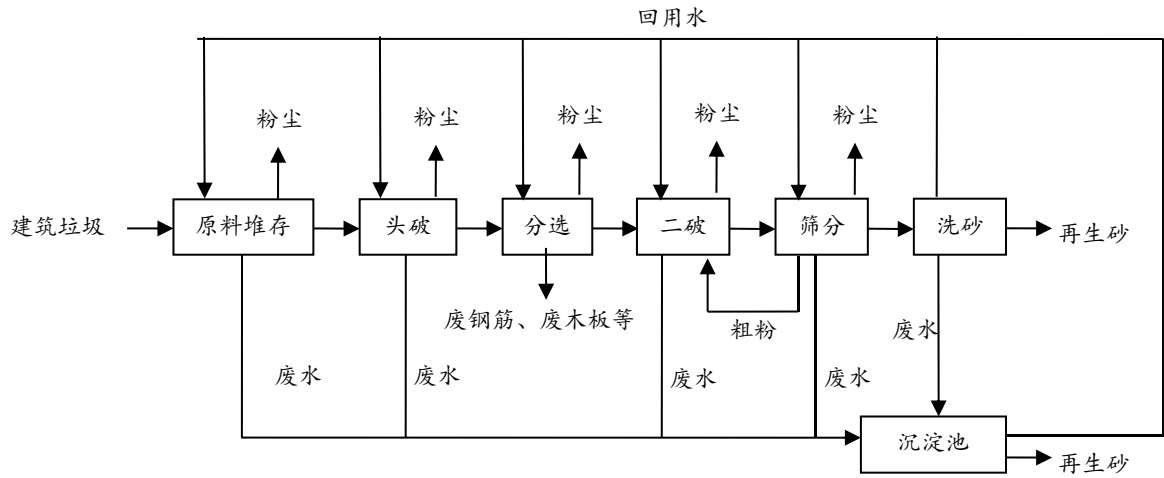 回用水
粉尘
粉尘
粉尘
粉尘
粉尘
建筑垃圾
原料堆存
头破
分选
二破
筛分
洗砂
再生砂
废钢筋、废木板等
粗粉
废水
废水
废水
废水
废水
沉淀池
再生砂